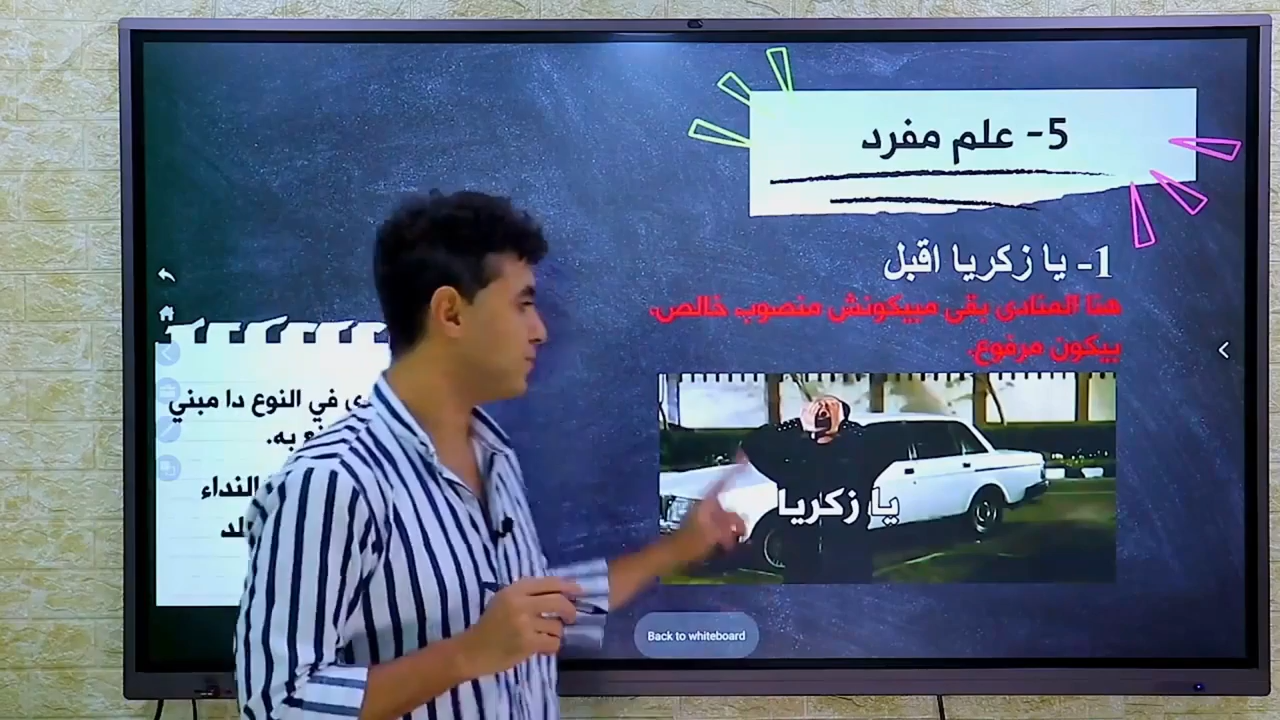 5- علم مفرد
1- يا زكريا اقبل
هنا المنادى بقى مبيكونش منصوب خالص،
بيكون مرفوع.
يا زكريا
في النوع دا مبني
به.
النداء
Back to whiteboard